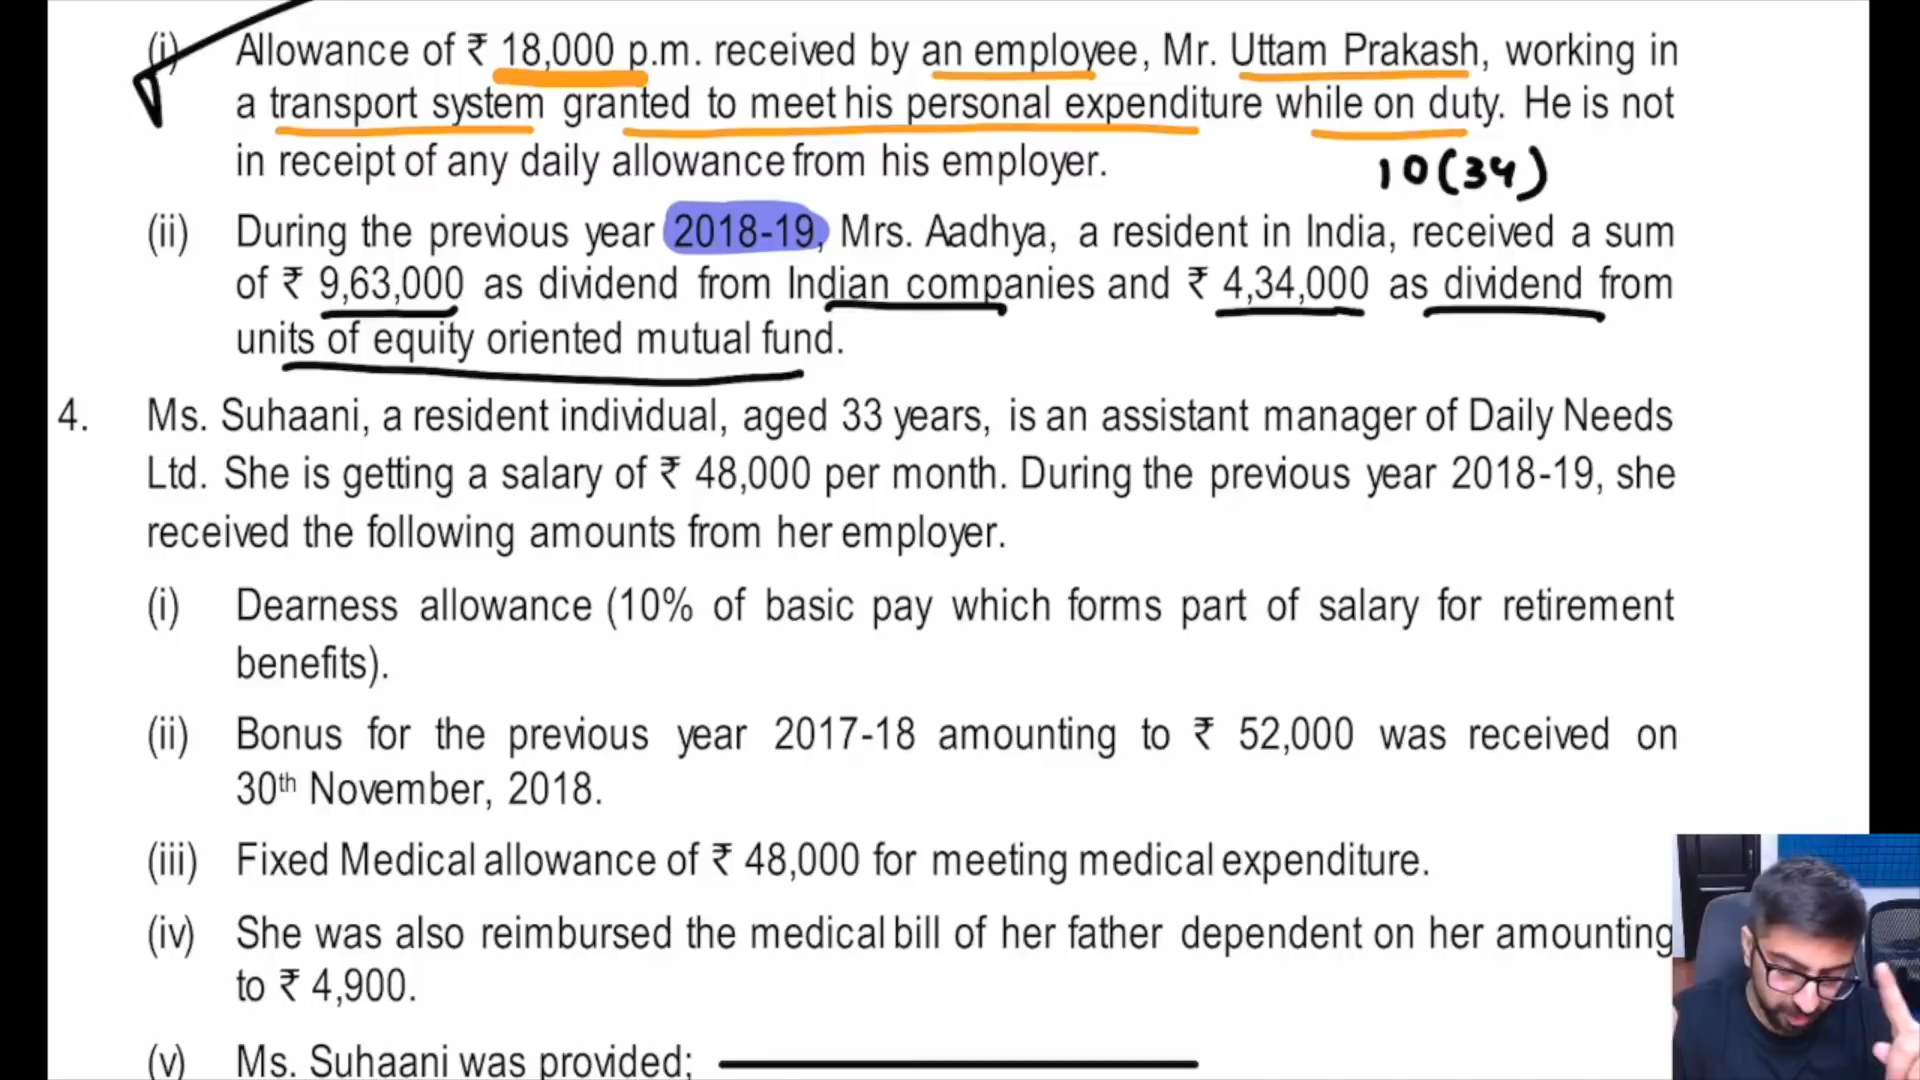 (i) Allowance of ₹ 18,000 p.m. received by an employee, Mr. Uttam Prakash, working in
a transport system granted to meet his personal expenditure while on duty. He is not
in receipt of any daily allowance from his employer.
10(34)
(ii) During the previous year 2018-19, Mrs. Aadhya, a resident in India, received a sum
of ₹ 9,63,000 as dividend from Indian companies and ₹ 4,34,000 as dividend from
units of equity oriented mutual fund.
4. Ms. Suhaani, a resident individual, aged 33 years, is an assistant manager of Daily Needs
Ltd. She is getting a salary of ₹ 48,000 per month. During the previous year 2018-19, she
received the following amounts from her employer.
(i) Dearness allowance (10% of basic pay which forms part of salary for retirement
benefits).
(ii) Bonus for the previous year 2017-18 amounting to ₹ 52,000 was received on
30th November, 2018.
(iii) Fixed Medical allowance of ₹ 48,000 for meeting medical expenditure.
(iv) She was also reimbursed the medical bill of her father dependent on her amounting
to ₹ 4,900.
(v) Ms. Suhaani was provided;